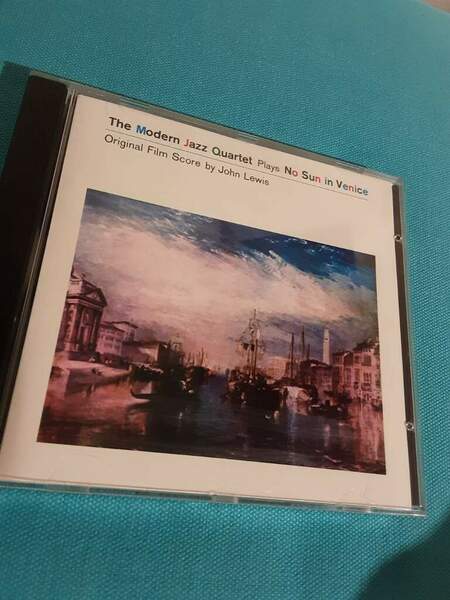 The Modern Jazz Quartet Plays No Sun in Venice
Original Film Score by John Lewis